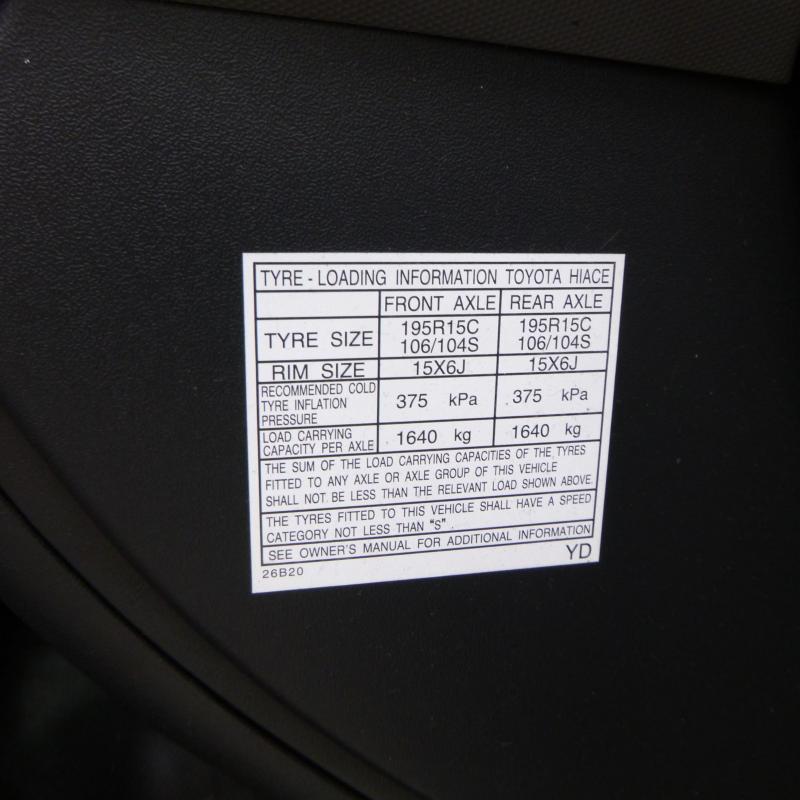 TYRE - LOADING INFORMATION TOYOTA HIACE
FRONT AXLE REAR AXLE
TYRE SIZE 195R15C 106/104S 195R15C 106/104S
RIM SIZE 15X6J 15X6J
RECOMMENDED COLD
TYRE INFLATION
PRESSURE 375 kPa 375 kPa
LOAD CARRYING
CAPACITY PER AXLE 1640 kg 1640 kg
THE SUM OF THE LOAD CARRYING CAPACITIES OF THE TYRES
FITTED TO ANY AXLE OR AXLE GROUP OF THIS VEHICLE
SHALL NOT BE LESS THAN THE RELEVANT LOAD SHOWN ABOVE.
THE TYRES FITTED TO THIS VEHICLE SHALL HAVE A SPEED
CATEGORY NOT LESS THAN "S".
SEE OWNER'S MANUAL FOR ADDITIONAL INFORMATION
26B20 YD